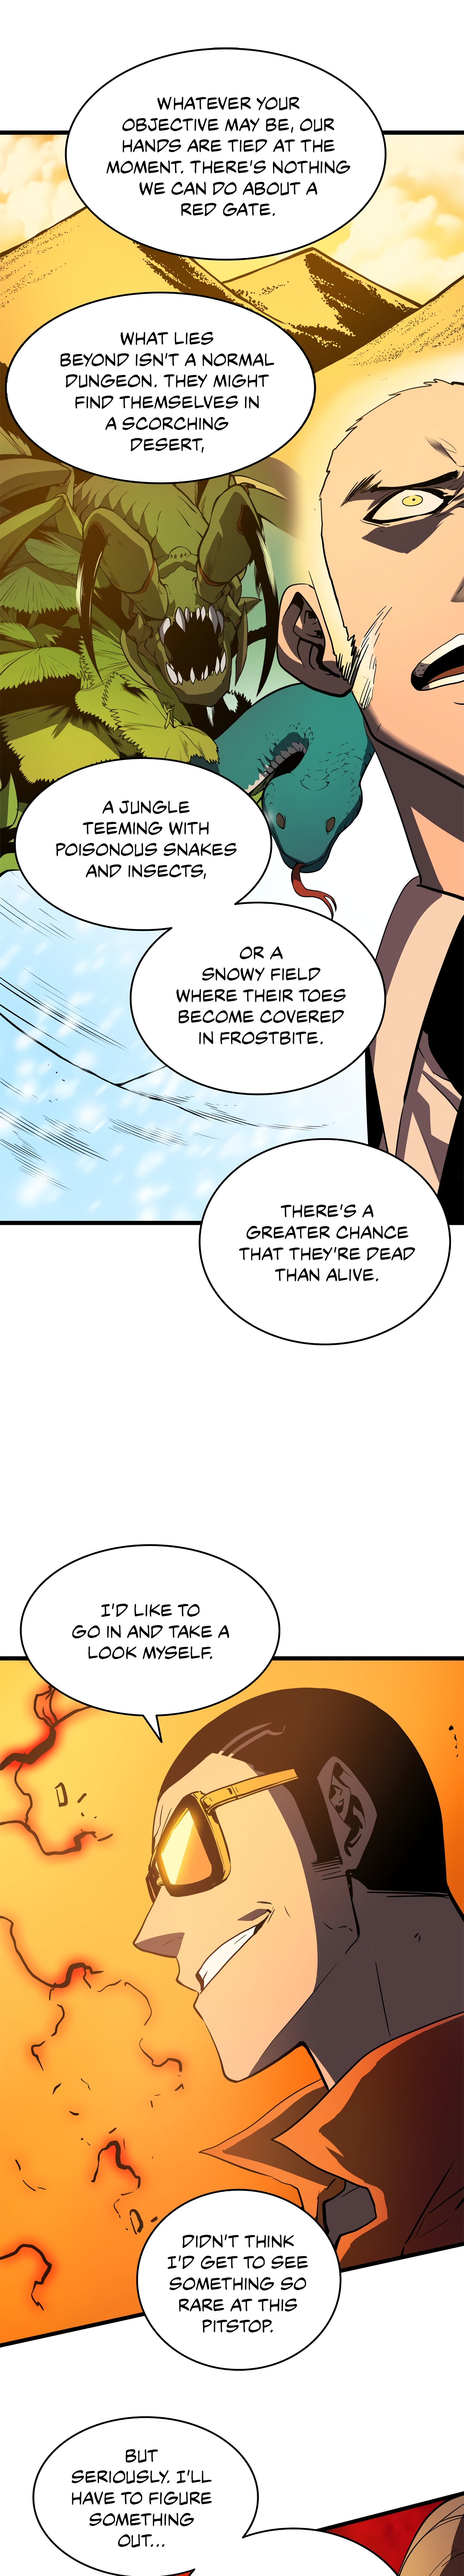 WHATEVER YOUR
OBJECTIVE MAY BE, OUR
HANDS ARE TIED AT THE
MOMENT. THERE'S NOTHING
WE CAN DO ABOUT A
RED GATE.
WHAT LIES
BEYOND ISN'T A NORMAL
DUNGEON. THEY MIGHT
FIND THEMSELVES IN
A SCORCHING
DESERT,
A JUNGLE
TEEMING WITH
POISONOUS SNAKES
AND INSECTS,
OR A
SNOWY FIELD
WHERE THEIR TOES
BECOME COVERED
IN FROSTBITE.
THERE'S A
GREATER CHANCE
THAT THEY'RE DEAD
THAN ALIVE.
I'D LIKE TO
GO IN AND TAKE A
LOOK MYSELF.
DIDN'T THINK
I'D GET TO SEE
SOMETHING SO
RARE AT THIS
PITSTOP.
BUT
SERIOUSLY. I'LL
HAVE TO FIGURE
SOMETHING
OUT...